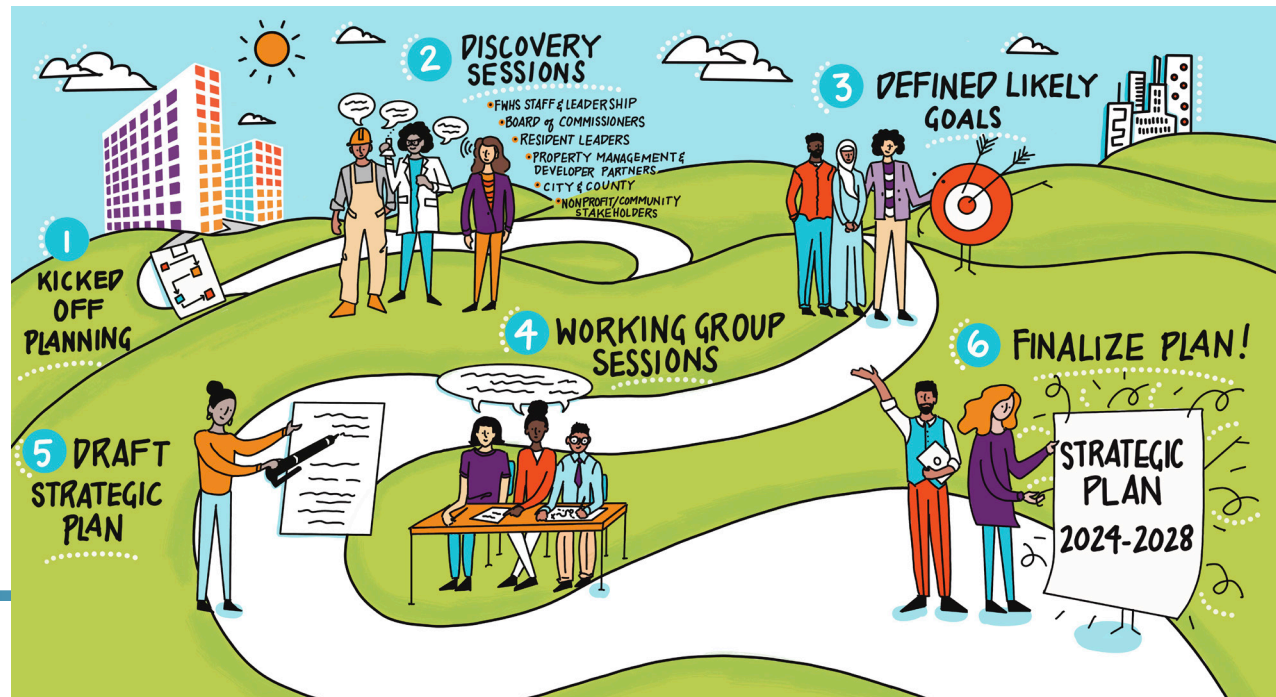 1
KICKED
OFF
PLANNING
2 DISCOVERY
SESSIONS
•FWHS STAFF & LEADERSHIP
•BOARD of COMMISSIONERS
•RESIDENT LEADERS
•PROPERTY MANAGEMENT &
DEVELOPER PARTNERS
•CITY & COUNTY
•NONPROFIT/COMMUNITY
STAKEHOLDERS
3 DEFINED LIKELY
GOALS
4 WORKING GROUP
SESSIONS
5 DRAFT
STRATEGIC
PLAN
6 FINALIZE PLAN!
STRATEGIC
PLAN
2024-2028